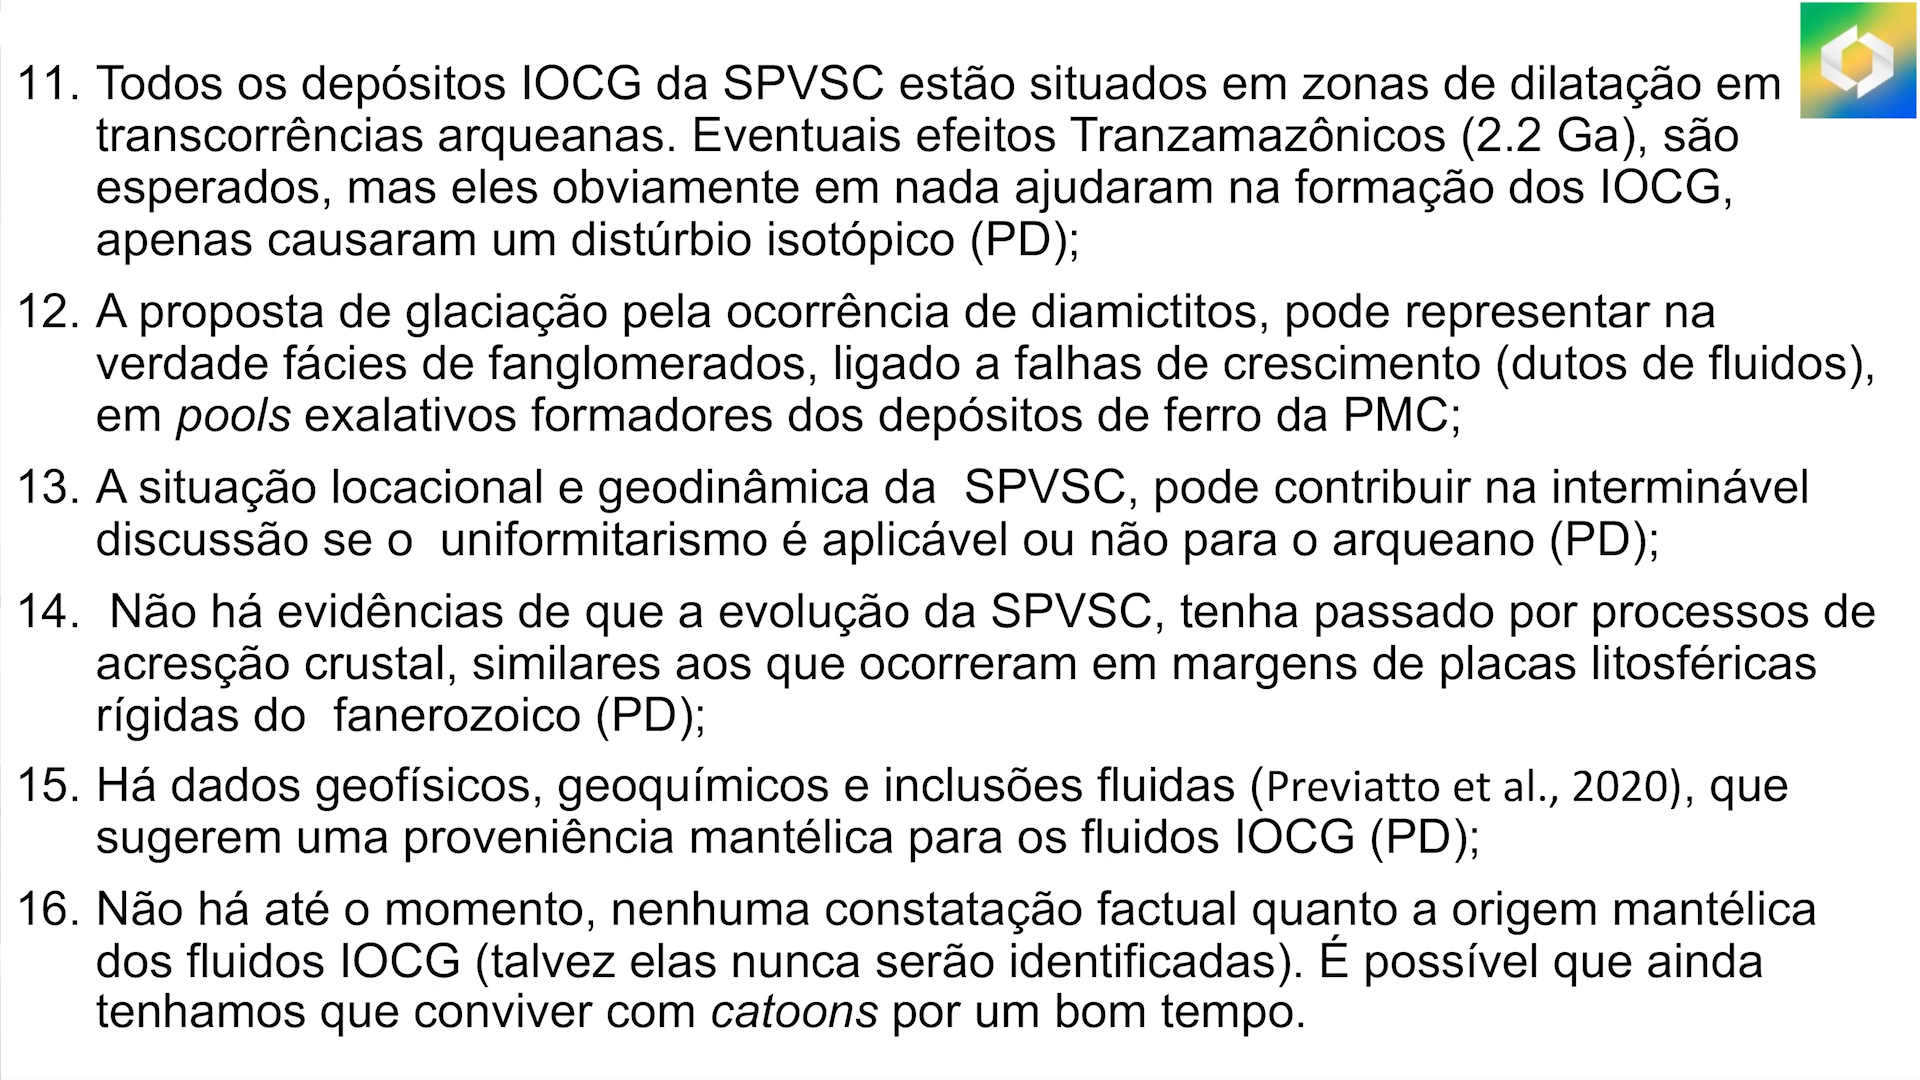 11. Todos os depósitos IOCG da SPVSC estão situados em zonas de dilatação em
transcorrências arqueanas. Eventuais efeitos Tranzamazônicos (2.2 Ga), são
esperados, mas eles obviamente em nada ajudaram na formação dos IOCG,
apenas causaram um distúrbio isotópico (PD);
12. A proposta de glaciação pela ocorrência de diamictitos, pode representar na
verdade fácies de fanglomerados, ligado a falhas de crescimento (dutos de fluidos),
em pools exalativos formadores dos depósitos de ferro da PMC;
13. A situação locacional e geodinâmica da  SPVSC, pode contribuir na interminável
discussão se o  uniformitarismo é aplicável ou não para o arqueano (PD);
14.  Não há evidências de que a evolução da SPVSC, tenha passado por processos de
acresção crustal, similares aos que ocorreram em margens de placas litosféricas
rígidas do  fanerozoico (PD);
15. Há dados geofísicos, geoquímicos e inclusões fluidas (Previatto et al., 2020), que
sugerem uma proveniência mantélica para os fluidos IOCG (PD);
16. Não há até o momento, nenhuma constatação factual quanto a origem mantélica
dos fluidos IOCG (talvez elas nunca serão identificadas). É possível que ainda
tenhamos que conviver com catoons por um bom tempo.